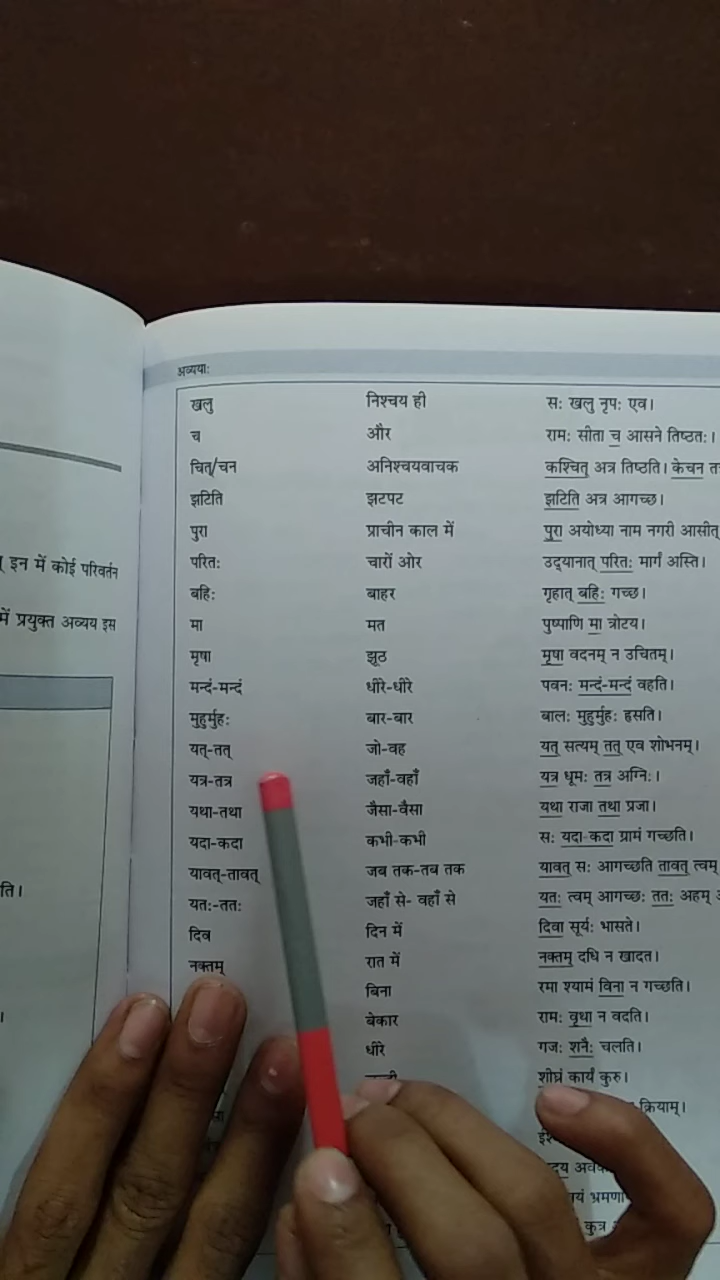 इन में कोई परिवर्तन
में प्रयुक्त अव्यय इस
ति।
अव्यया:
खलु निश्चय ही स: खलु नृप: एव।
च और राम: सीता च आसने तिष्ठत:।
चित्/चन अनिश्चयवाचक कश्चित् अत्र तिष्ठति। केचन
झटिति झटपट झटिति अत्र आगच्छ।
पुरा प्राचीन काल में पुरा अयोध्या नाम नगरी आसीत्
परित: चारों ओर उद्यानात् परित: मार्गं अस्ति।
बहि: बाहर गृहात् बहि: गच्छ।
मा मत पुष्पाणि मा त्रोटय।
मृषा झूठ मृषा वदनम् न उचितम्।
मन्दं-मन्दं धीरे-धीरे पवन: मन्दं-मन्दं वहति।
मुहुर्मुह: बार-बार बाल: मुहुर्मुह: हसति।
यत्-तत् जो-वह यत् सत्यम् तत् एव शोभनम्।
यत्र-तत्र जहाँ-वहाँ यत्र धूम: तत्र अग्नि:।
यथा-तथा जैसा-वैसा यथा राजा तथा प्रजा।
यदा-कदा कभी-कभी स: यदा-कदा ग्रामं गच्छति।
यावत्-तावत् जब तक-तब तक यावत् स: आगच्छति तावत् त्वम्
यत:-तत: जहाँ से- वहाँ से यत: त्वम् आगच्छ: तत: अहम्
दिव दिन में दिवा सूर्य: भासते।
नक्तम् रात में नक्तम् दधि न खादत।
बिना रमा श्यामं विना न गच्छति।
बेकार राम: वृथा न वदति।
धीरे गज: शनै: चलति।
शीघ्रं कार्यं कुरु।
क्रियाम्।
कुत्र